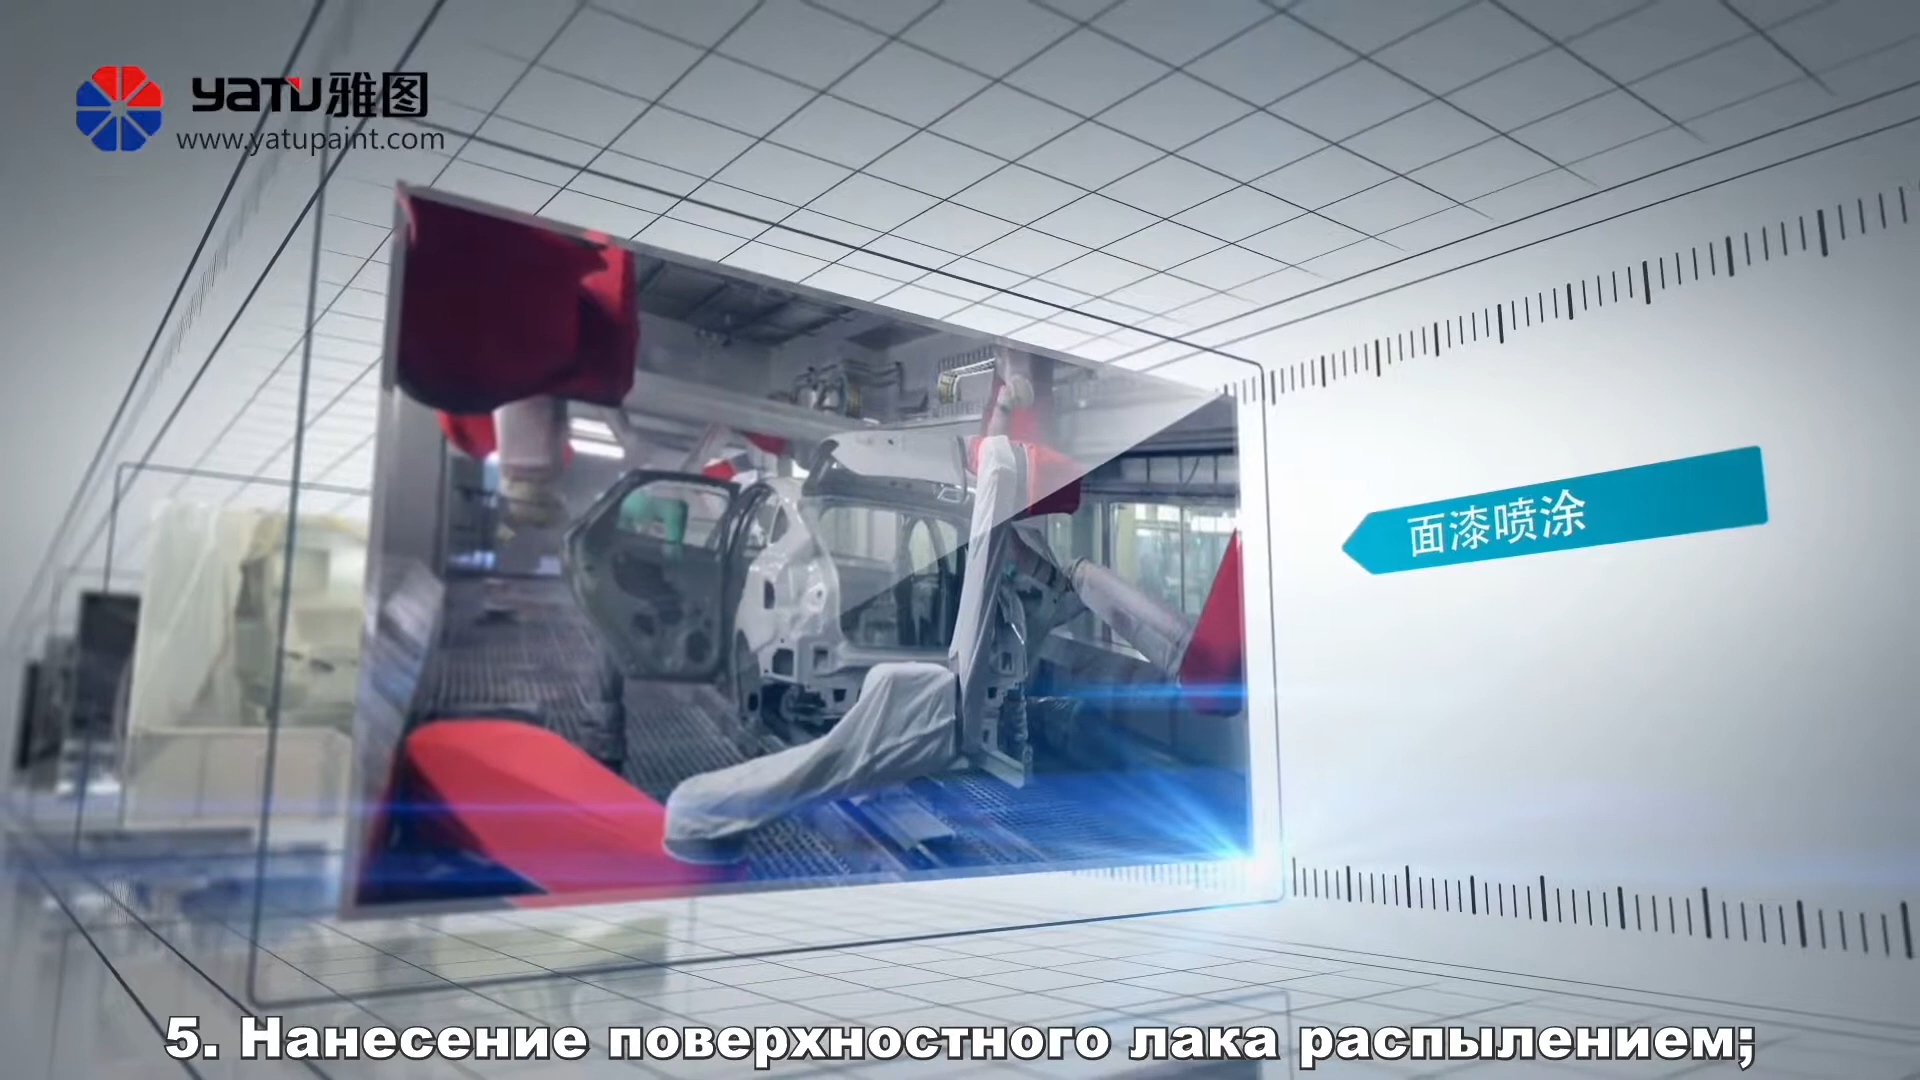 YATU雅图
www.yatupaint.com
面漆喷涂
5. Нанесение поверхностного лака распылением;